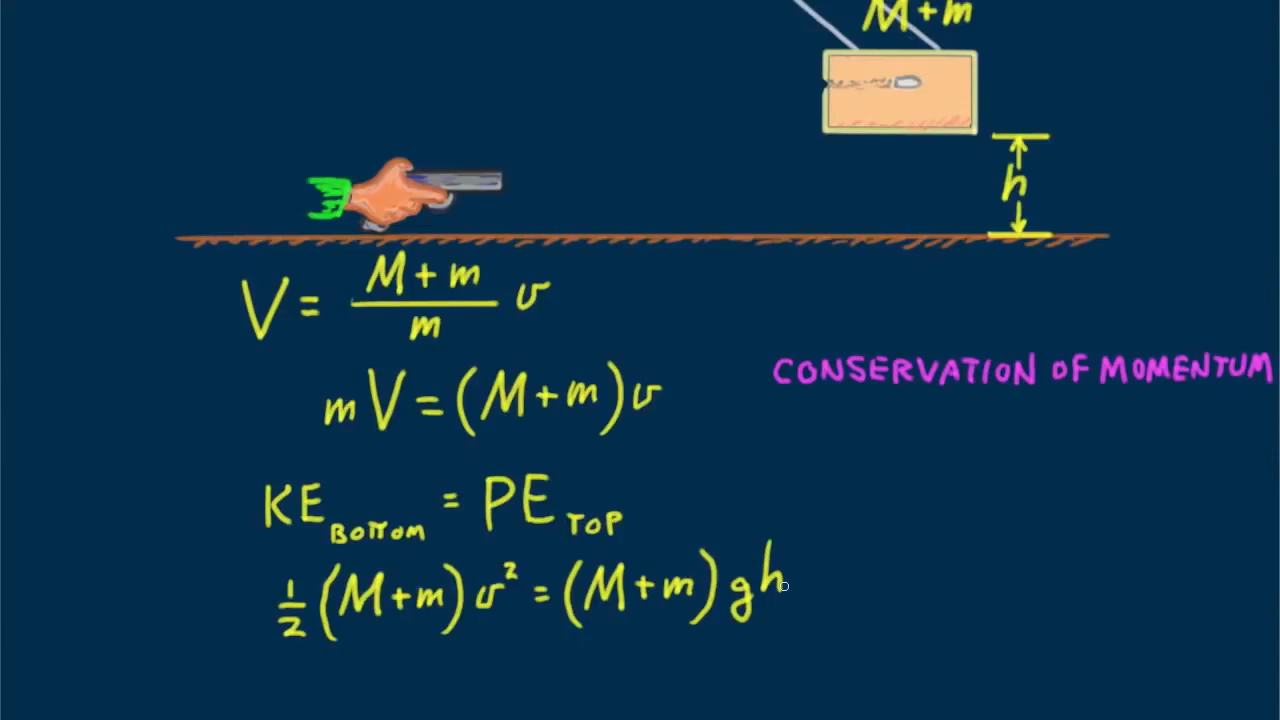 M+m
h
V = M+m/m v
mV = (M+m)v
CONSERVATION OF MOMENTUM
KE BOTTOM = PE TOP
1/2 (M+m) v² = (M+m) gh